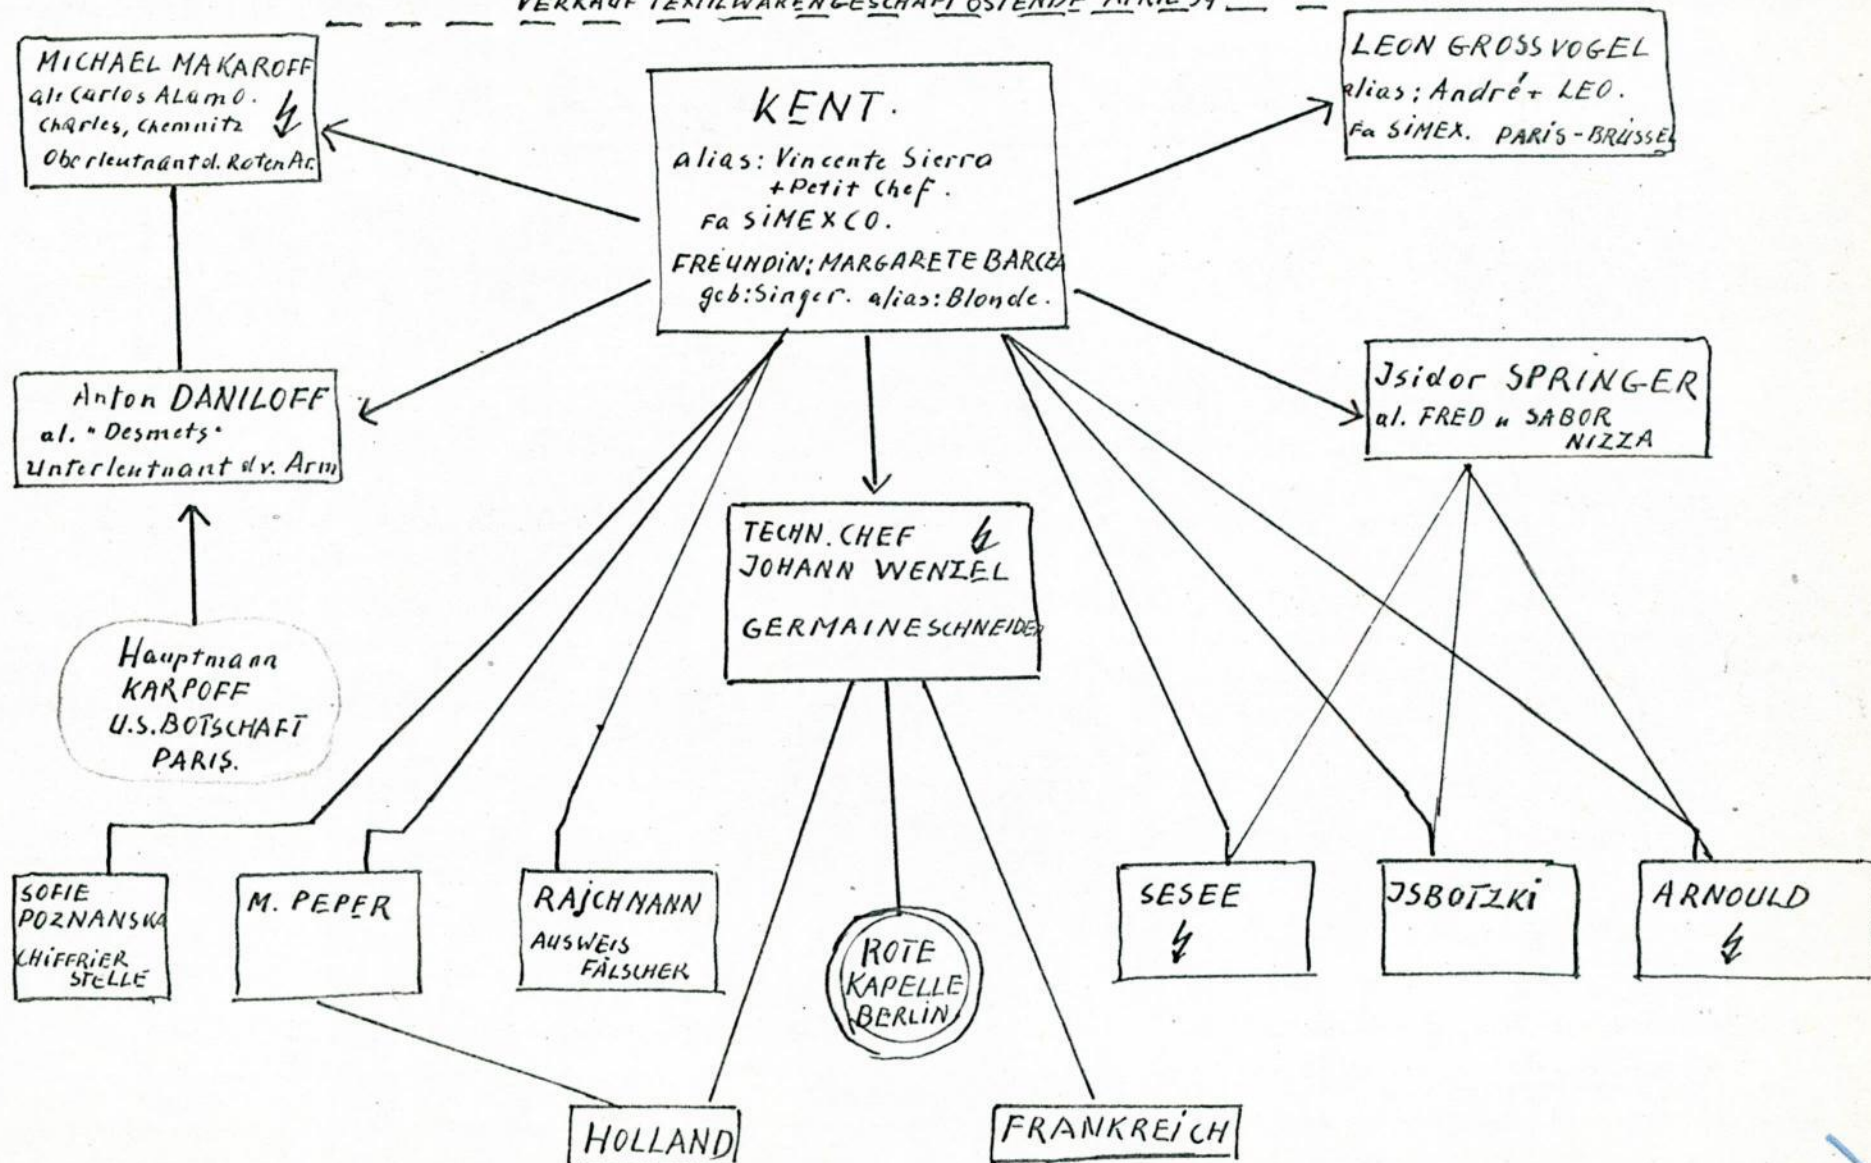 VERKAUF TEXTILWARENGESCHÄFT OSTENDE APRIL 39
MICHAEL MAKAROFF
al: Carlos ALamO.
Charles, Chemnitz
Oberleutnant d. Roten Ar.
KENT.
alias: Vincente Sierra
+ Petit Chef.
Fa SIMEXCO.
FREUNDIN: MARGARETE BARCZA
geb: Singer. alias: Blonde.
LEON GROSSVOGEL
alias: André + LEO.
Fa SIMEX. PARIS-BRÜSSEL
Anton DANILOFF
al. "Desmets"
Unterleutnant d r. Arm
Jsidor SPRINGER
al. FRED u SABOR
NIZZA
TECHN. CHEF
JOHANN WENZEL
GERMAINE SCHNEIDER
Hauptmann
KARPOFF
U.S. BOTSCHAFT
PARIS.
SOFIE
POZNANSKA
CHIFFRIER
STELLE
M. PEPER
RAJCHMANN
AUSWEIS
FÄLSCHER
ROTE
KAPELLE
BERLIN
SESEE
JSBOTZKI
ARNOULD
HOLLAND
FRANKREICH